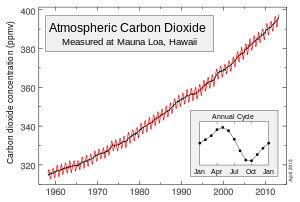 Atmospheric Carbon Dioxide
Measured at Mauna Loa, Hawaii
Carbon dioxide concentration (ppmv)
400
380
360
340
320
1960 1970 1980 1990 2000 2010
Annual Cycle
Jan Apr Jul Oct Jan
April 2013